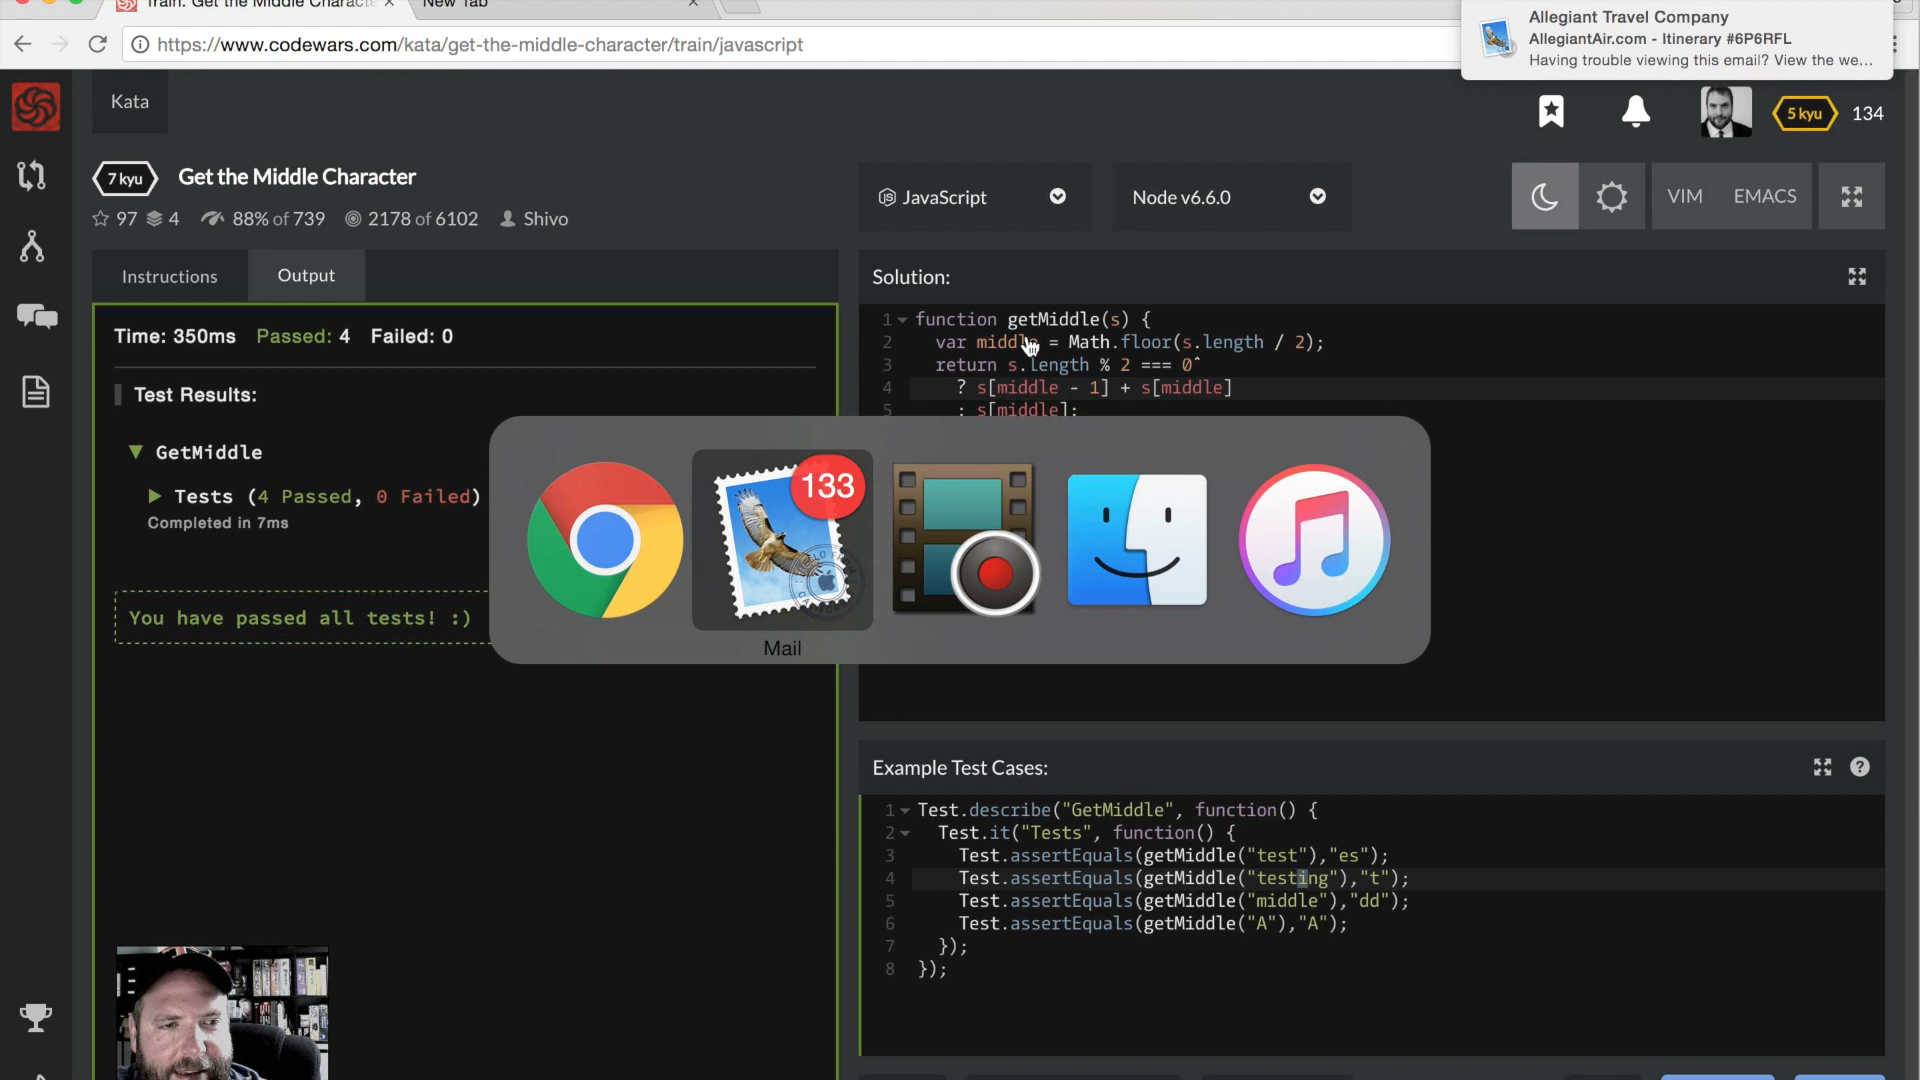 Train: Get the Middle Characte
New Tab
https://www.codewars.com/kata/get-the-middle-character/train/javascript
Allegiant Travel Company
AllegiantAir.com - Itinerary #6P6RFL
Having trouble viewing this email? View the we...
Kata
5 kyu
134
7 kyu
Get the Middle Character
97
4
88% of 739
2178 of 6102
Shivo
JavaScript
Node v6.6.0
VIM
EMACS
Instructions
Output
Time: 350ms Passed: 4 Failed: 0
Test Results:
GetMiddle
Tests (4 Passed, 0 Failed)
Completed in 7ms
You have passed all tests! :)
Solution:
1 function getMiddle(s) {
2 var middle = Math.floor(s.length / 2);
3 return s.length % 2 === 0ˆ
4 ? s[middle - 1] + s[middle]
5 : s[middle];
133
Mail
Example Test Cases:
1 Test.describe("GetMiddle", function() {
2 Test.it("Tests", function() {
3 Test.assertEquals(getMiddle("test"),"es");
4 Test.assertEquals(getMiddle("testing"),"t");
5 Test.assertEquals(getMiddle("middle"),"dd");
6 Test.assertEquals(getMiddle("A"),"A");
7 });
8 });